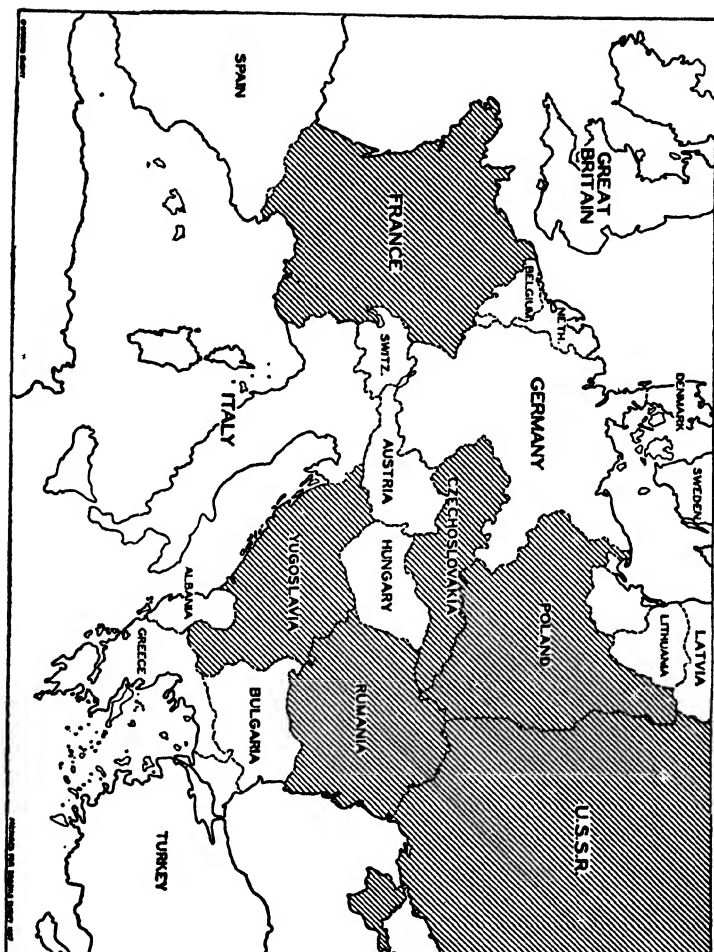 GREAT
BRITAIN
DENMARK
SWEDEN
LATVIA
LITHUANIA
NETH.
BELGIUM
GERMANY
POLAND
U.S.S.R.
FRANCE
CZECHOSLOVAKIA
SWITZ.
AUSTRIA
HUNGARY
RUMANIA
SPAIN
ITALY
YUGOSLAVIA
BULGARIA
ALBANIA
GREECE
TURKEY